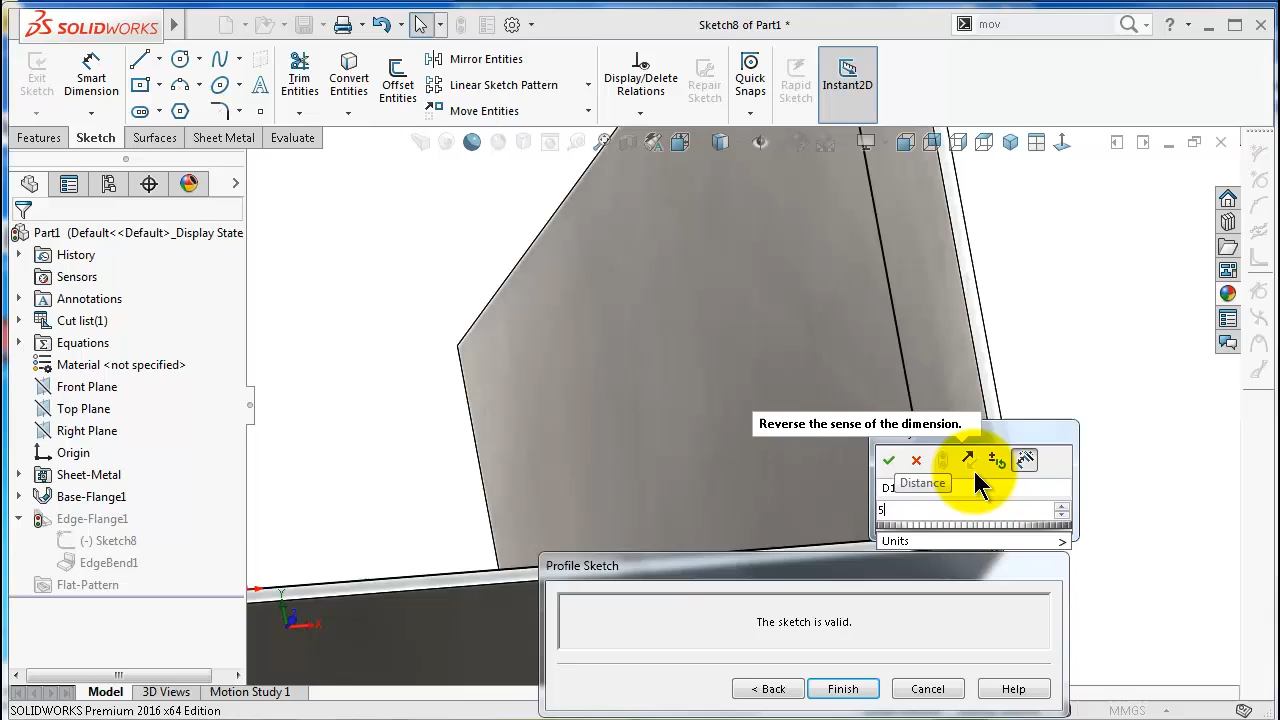 SOLIDWORKS
Sketch8 of Part1 *
mov
Exit Sketch
Smart Dimension
Trim Entities
Convert Entities
Offset Entities
Mirror Entities
Linear Sketch Pattern
Move Entities
Display/Delete Relations
Repair Sketch
Quick Snaps
Rapid Sketch
Instant2D
Features
Sketch
Surfaces
Sheet Metal
Evaluate
Part1 (Default<<Default>_Display State
History
Sensors
Annotations
Cut list(1)
Equations
Material <not specified>
Front Plane
Top Plane
Right Plane
Origin
Sheet-Metal
Base-Flange1
Edge-Flange1
(-) Sketch8
EdgeBend1
Flat-Pattern
Reverse the sense of the dimension.
D1
Distance
5
Units
Profile Sketch
The sketch is valid.
< Back
Finish
Cancel
Help
Y
Z
X
Model
3D Views
Motion Study 1
SOLIDWORKS Premium 2016 x64 Edition
MMGS